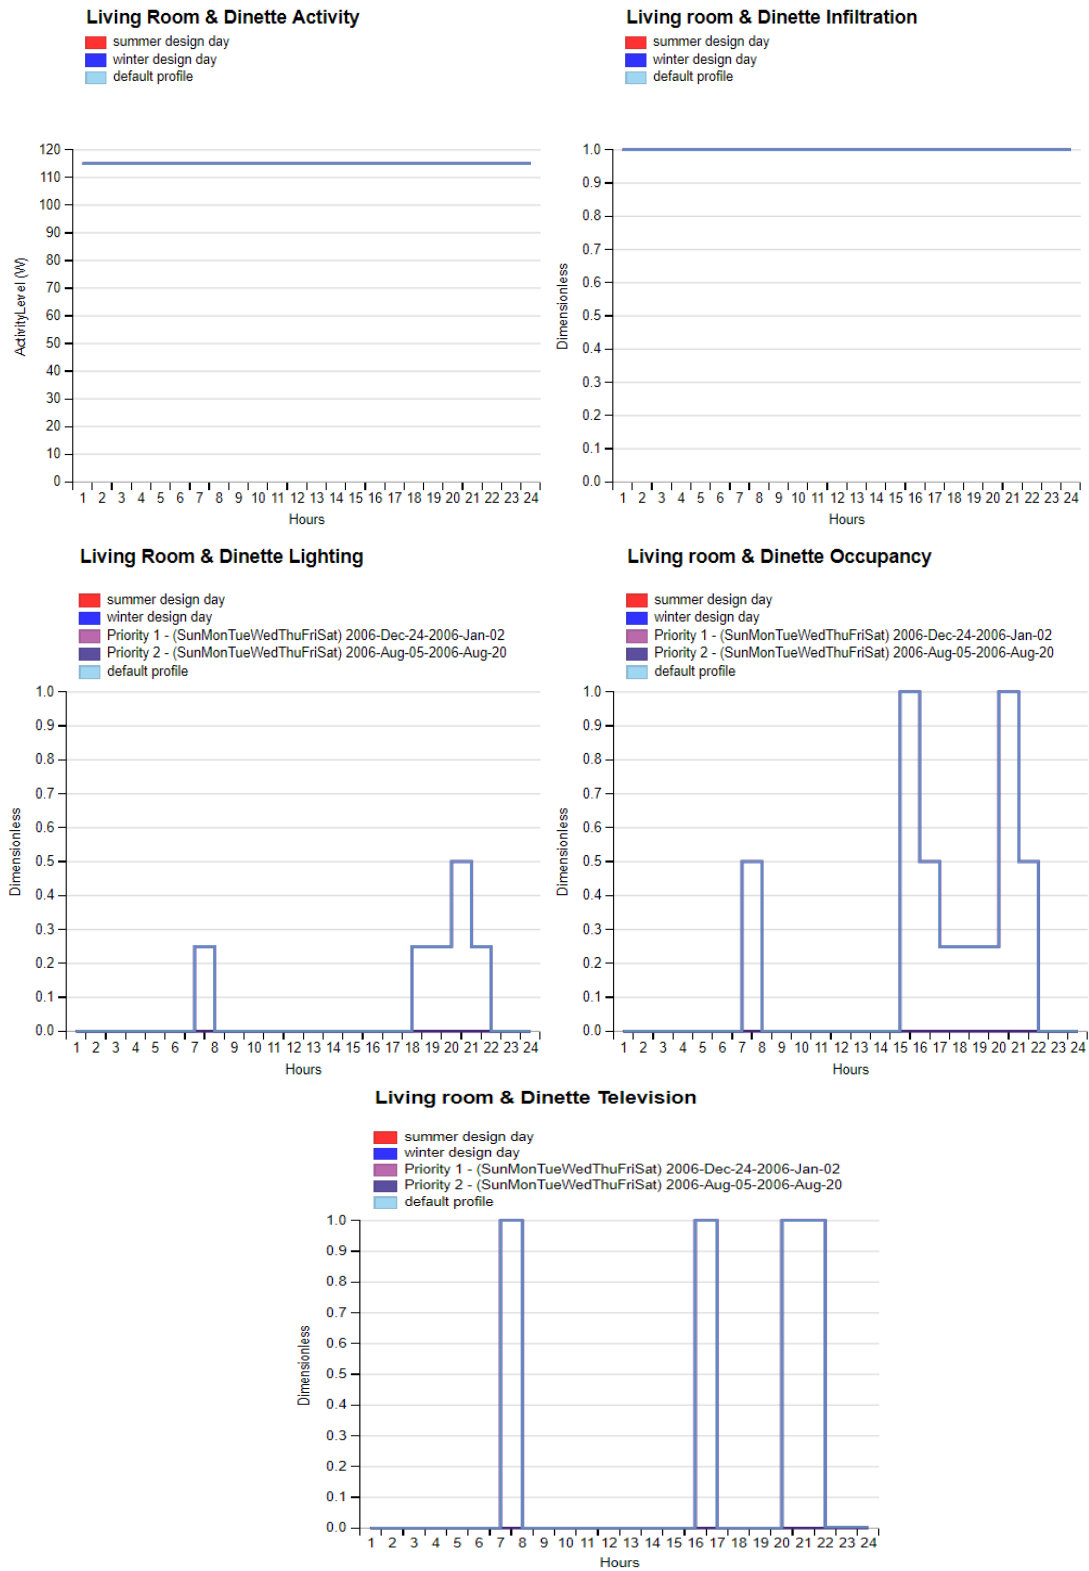 Living Room & Dinette Activity
summer design day
winter design day
default profile
120
110
100
90
80
70
60
50
40
30
20
10
0
ActivityLevel (W)
1 2 3 4 5 6 7 8 9 10 11 12 13 14 15 16 17 18 19 20 21 22 23 24
Hours
Living room & Dinette Infiltration
summer design day
winter design day
default profile
1.0
0.9
0.8
0.7
0.6
0.5
0.4
0.3
0.2
0.1
0.0
Dimensionless
1 2 3 4 5 6 7 8 9 10 11 12 13 14 15 16 17 18 19 20 21 22 23 24
Hours
Living Room & Dinette Lighting
summer design day
winter design day
Priority 1 - (SunMonTueWedThuFriSat) 2006-Dec-24-2006-Jan-02
Priority 2 - (SunMonTueWedThuFriSat) 2006-Aug-05-2006-Aug-20
default profile
1.0
0.9
0.8
0.7
0.6
0.5
0.4
0.3
0.2
0.1
0.0
Dimensionless
1 2 3 4 5 6 7 8 9 10 11 12 13 14 15 16 17 18 19 20 21 22 23 24
Hours
Living room & Dinette Occupancy
summer design day
winter design day
Priority 1 - (SunMonTueWedThuFriSat) 2006-Dec-24-2006-Jan-02
Priority 2 - (SunMonTueWedThuFriSat) 2006-Aug-05-2006-Aug-20
default profile
1.0
0.9
0.8
0.7
0.6
0.5
0.4
0.3
0.2
0.1
0.0
Dimensionless
1 2 3 4 5 6 7 8 9 10 11 12 13 14 15 16 17 18 19 20 21 22 23 24
Hours
Living room & Dinette Television
summer design day
winter design day
Priority 1 - (SunMonTueWedThuFriSat) 2006-Dec-24-2006-Jan-02
Priority 2 - (SunMonTueWedThuFriSat) 2006-Aug-05-2006-Aug-20
default profile
1.0
0.9
0.8
0.7
0.6
0.5
0.4
0.3
0.2
0.1
0.0
Dimensionless
1 2 3 4 5 6 7 8 9 10 11 12 13 14 15 16 17 18 19 20 21 22 23 24
Hours